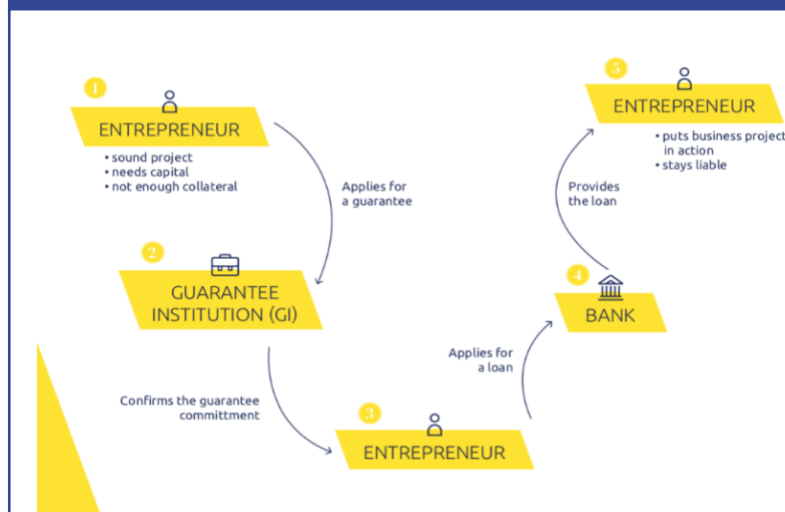 1
ENTREPRENEUR
• sound project
• needs capital
• not enough collateral
Applies for
a guarantee
2
GUARANTEE
INSTITUTION (GI)
Confirms the guarantee
committment
3
ENTREPRENEUR
Applies for
a loan
4
BANK
Provides
the loan
5
ENTREPRENEUR
• puts business project
in action
• stays liable